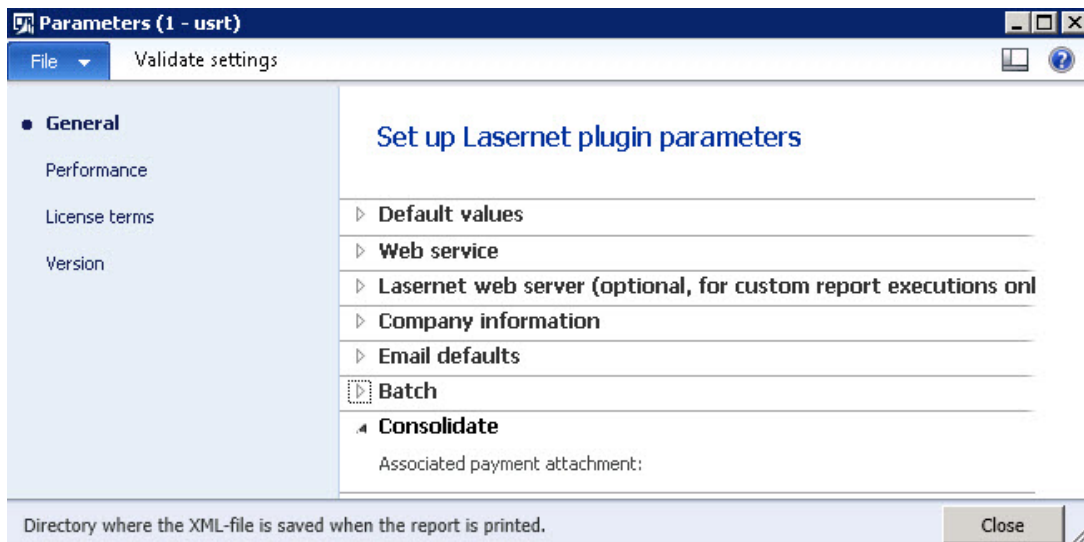 Parameters (1 - usrt)
File Validate settings
General
Performance
License terms
Version
Set up Lasernet plugin parameters
Default values
Web service
Lasernet web server (optional, for custom report executions onl
Company information
Email defaults
Batch
Consolidate
Associated payment attachment:
Directory where the XML-file is saved when the report is printed.
Close